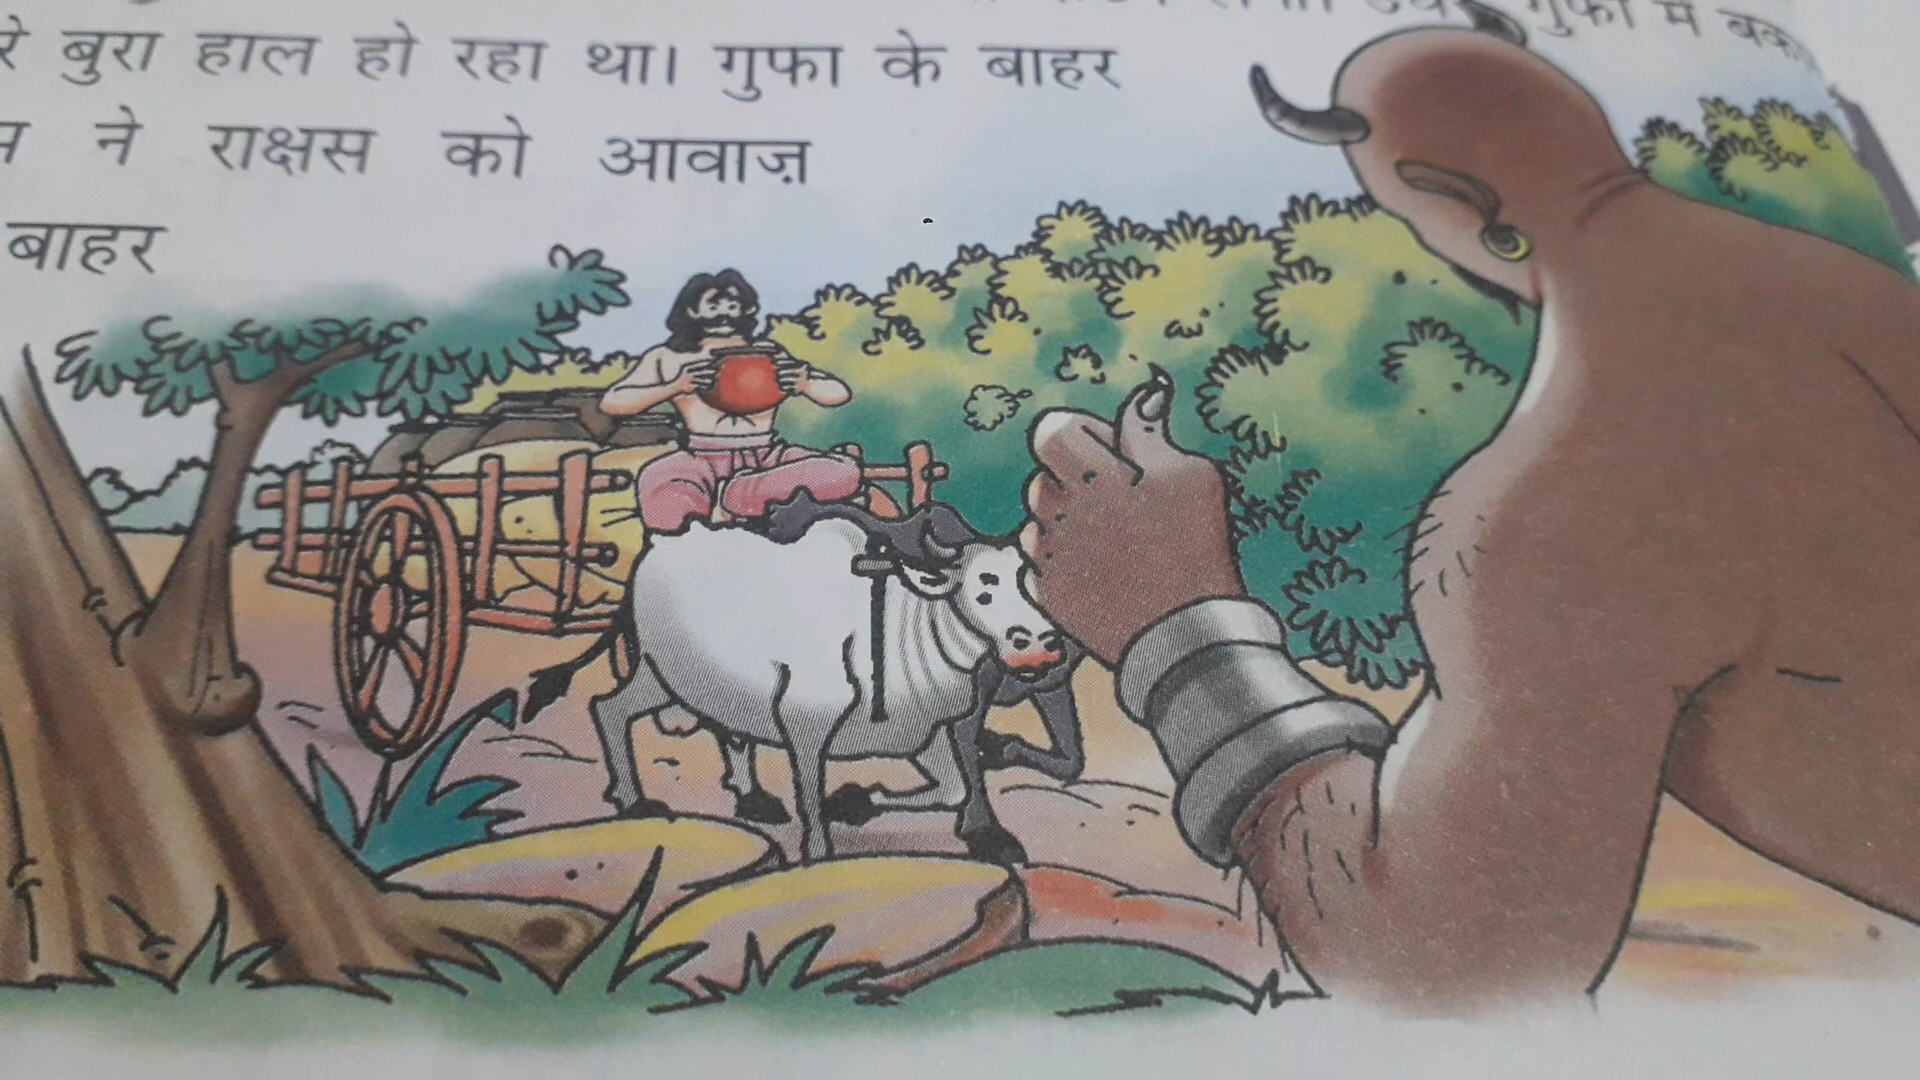 गुफा में
रे बुरा हाल हो रहा था। गुफा के बाहर
ने राक्षस को आवाज़
बाहर